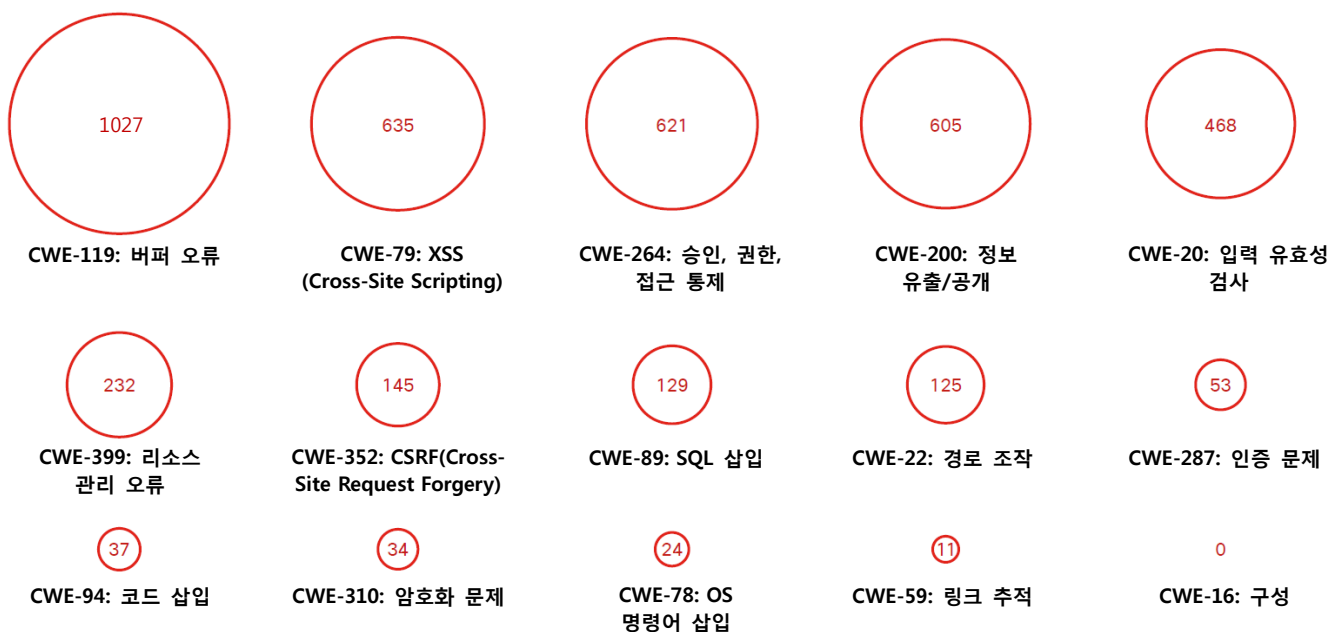 1027
635
621
605
468
CWE-119: 버퍼 오류
CWE-79: XSS
(Cross-Site Scripting)
CWE-264: 승인, 권한,
접근 통제
CWE-200: 정보
유출/공개
CWE-20: 입력 유효성
검사
232
145
129
125
53
CWE-399: 리소스
관리 오류
CWE-352: CSRF(Cross-
Site Request Forgery)
CWE-89: SQL 삽입
CWE-22: 경로 조작
CWE-287: 인증 문제
37
34
24
11
0
CWE-94: 코드 삽입
CWE-310: 암호화 문제
CWE-78: OS
명령어 삽입
CWE-59: 링크 추적
CWE-16: 구성